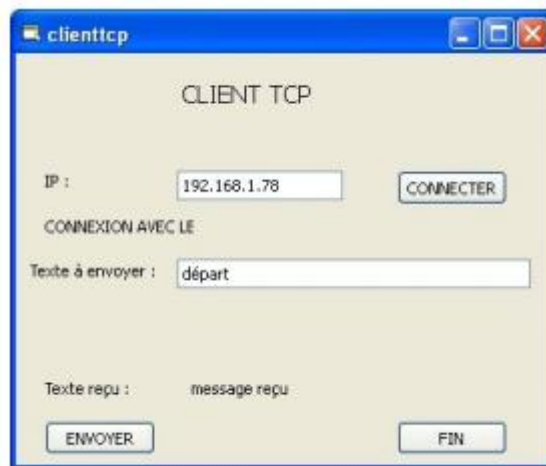 clienttcp
CLIENT TCP
IP : 192.168.1.78 CONNECTER
CONNEXION AVEC LE
Texte à envoyer : départ
Texte reçu : message reçu
ENVOYER FIN